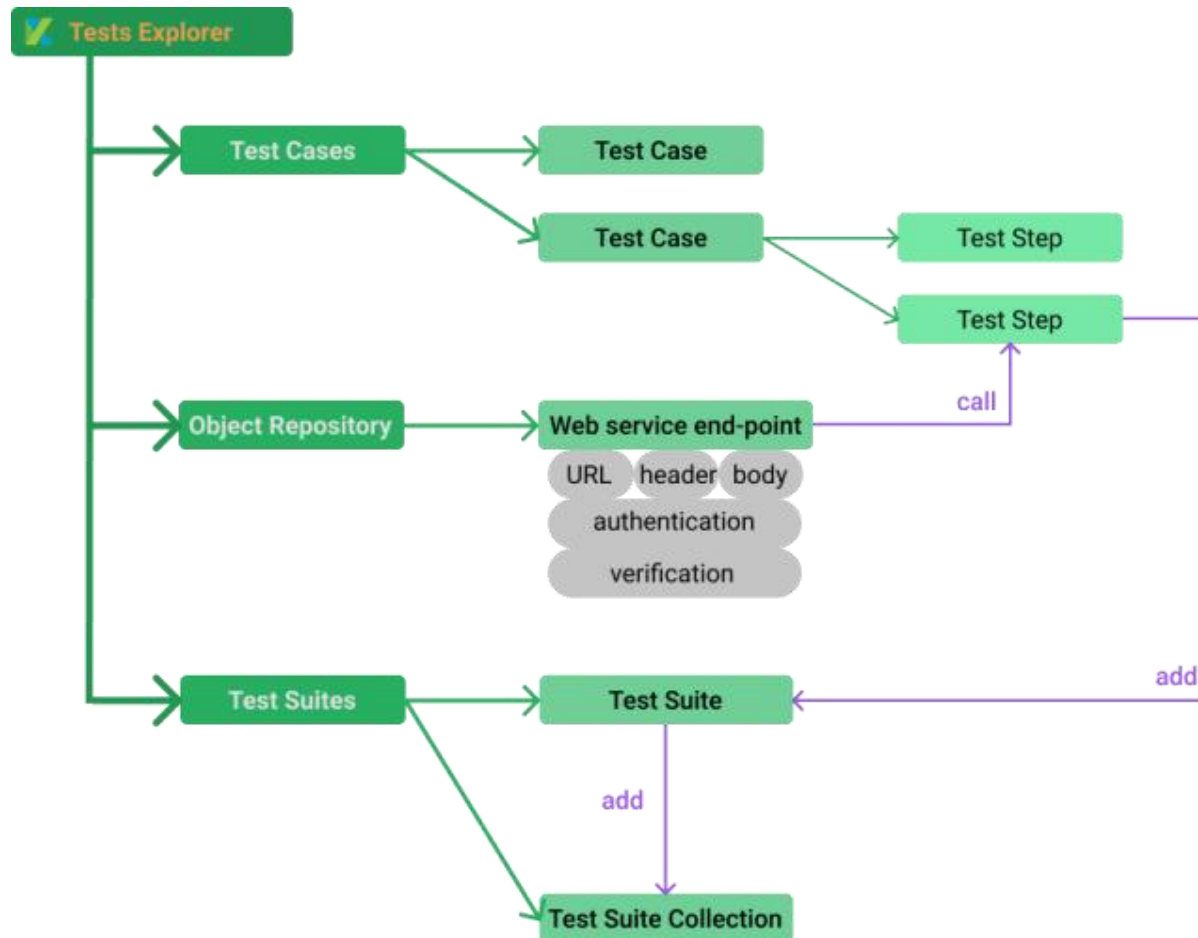 Tests Explorer
Test Cases
Test Case
Test Case
Test Step
Test Step
call
Object Repository
Web service end-point
URL header body
authentication
verification
add
Test Suites
Test Suite
add
Test Suite Collection